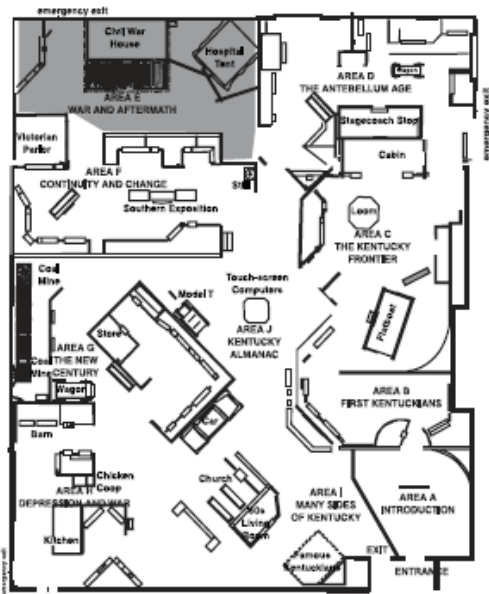 emergency exit
Civil War
House
Hospital
Tent
AREA E
WAR AND AFTERMATH
AREA D
THE ANTEBELLUM AGE
Wagon
Stagecoach Stop
Cabin
emergency exit
Victorian
Parlor
AREA F
CONTINUITY AND CHANGE
Southern Exposition
Still
Loom
AREA C
THE KENTUCKY
FRONTIER
Flatboat
Coal
Mine
Touch-screen
Computers
Model T
AREA J
KENTUCKY
ALMANAC
Store
AREA G
THE NEW
CENTURY
Coal
Mine
Wagon
Car
AREA B
FIRST KENTUCKIANS
Barn
Chicken
Coop
AREA H
DEPRESSION AND WAR
Kitchen
Church
50s
Living
Room
AREA I
MANY SIDES
OF KENTUCKY
AREA A
INTRODUCTION
Famous
Kentuckians
EXIT
ENTRANCE
emergency exit